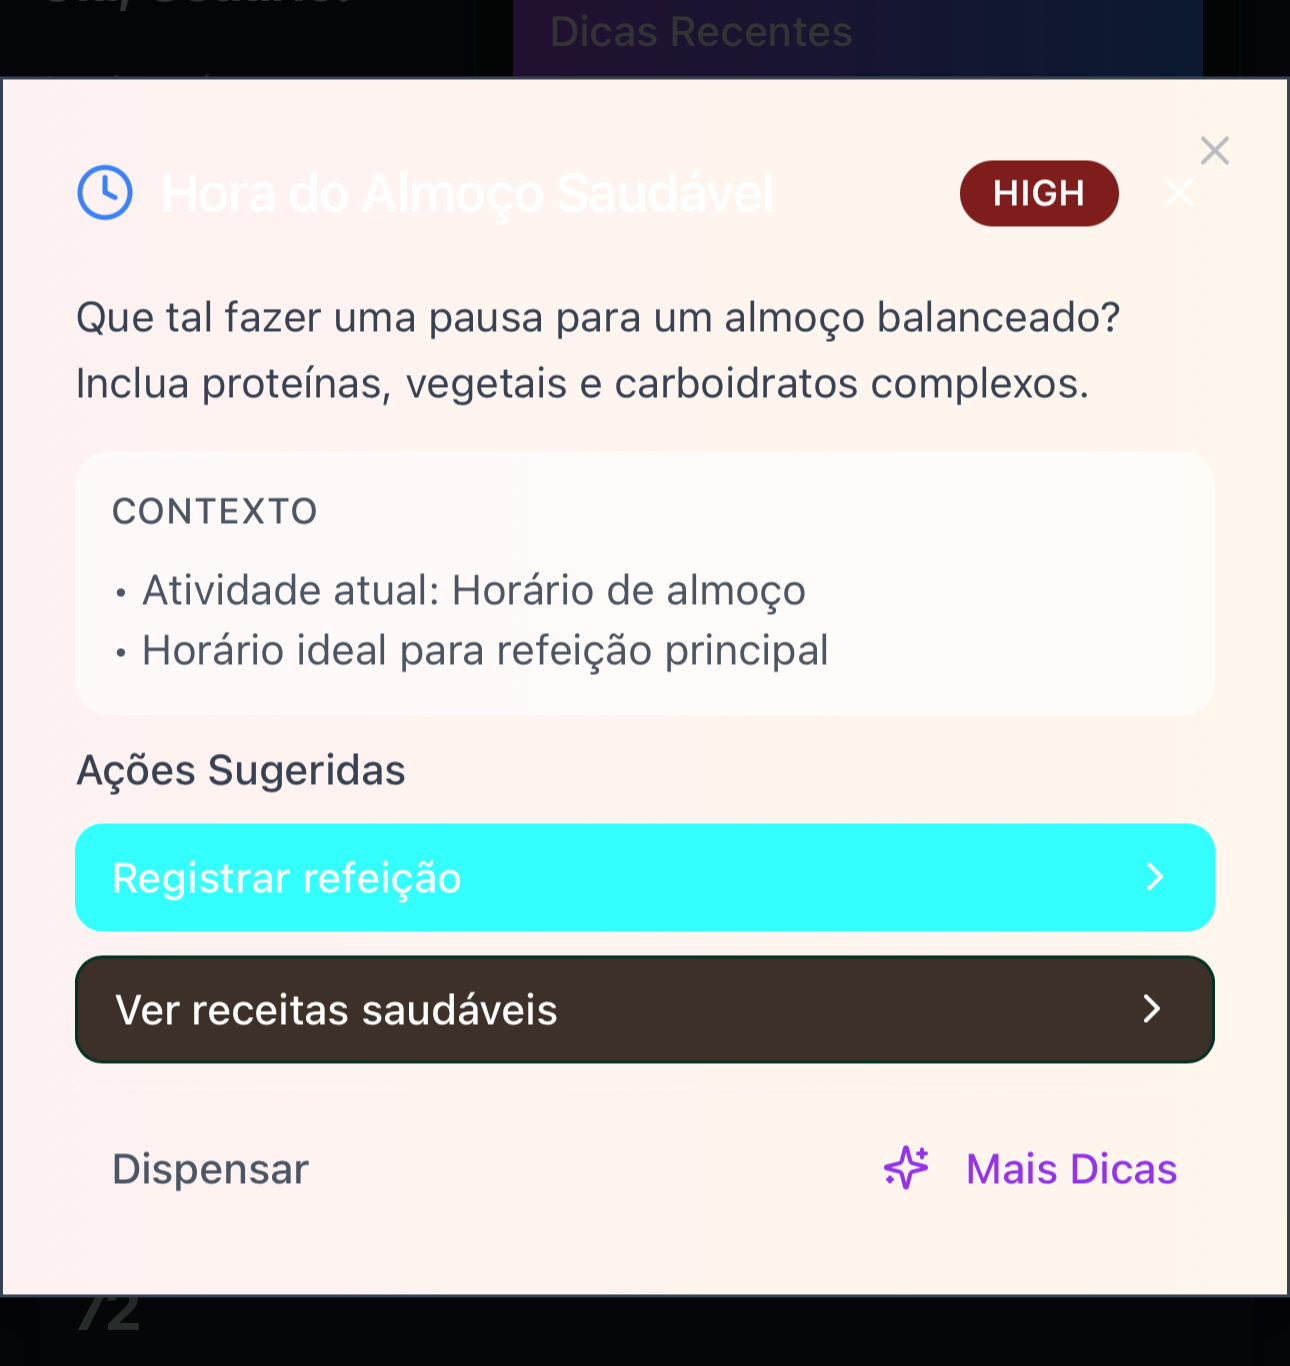 Dicas Recentes
Hora do Almoço Saudável
HIGH
Que tal fazer uma pausa para um almoço balanceado?
Inclua proteínas, vegetais e carboidratos complexos.
CONTEXTO
• Atividade atual: Horário de almoço
• Horário ideal para refeição principal
Ações Sugeridas
Registrar refeição
Ver receitas saudáveis
Dispensar
Mais Dicas
72